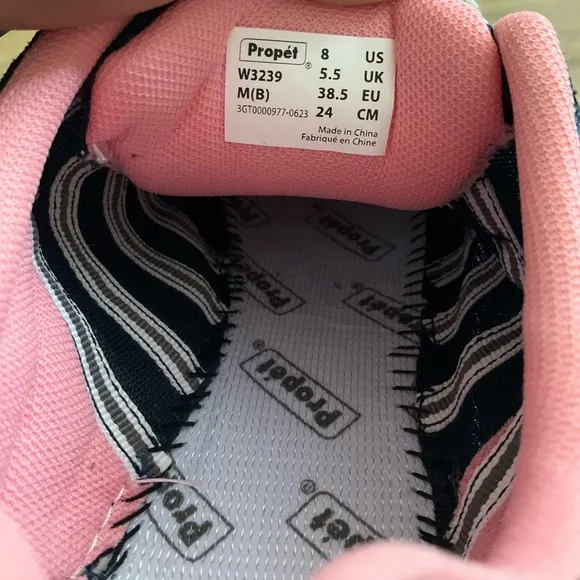 Propét® 8 US
W3239 5.5 UK
M(B) 38.5 EU
3GT0000977-0623 24 CM
Made in China
Fabriqué en Chine
Propét
Propét
Propét
Propét®
Propét
Propét®